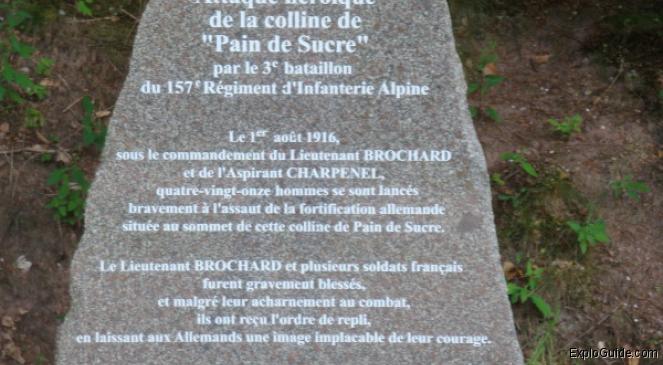 Attaque héroïque
de la colline de
"Pain de Sucre"
par le 3e bataillon
du 157e Régiment d'Infanterie Alpine
Le 1er août 1916,
sous le commandement du Lieutenant BROCHARD
et de l'Aspirant CHARPENEL,
quatre-vingt-onze hommes se sont lancés
bravement à l'assaut de la fortification allemande
située au sommet de cette colline de Pain de Sucre.
Le Lieutenant BROCHARD et plusieurs soldats français
furent gravement blessés,
et malgré leur acharnement au combat,
ils ont reçu l'ordre de repli,
en laissant aux Allemands une image implacable de leur courage.
ExploGuide.com